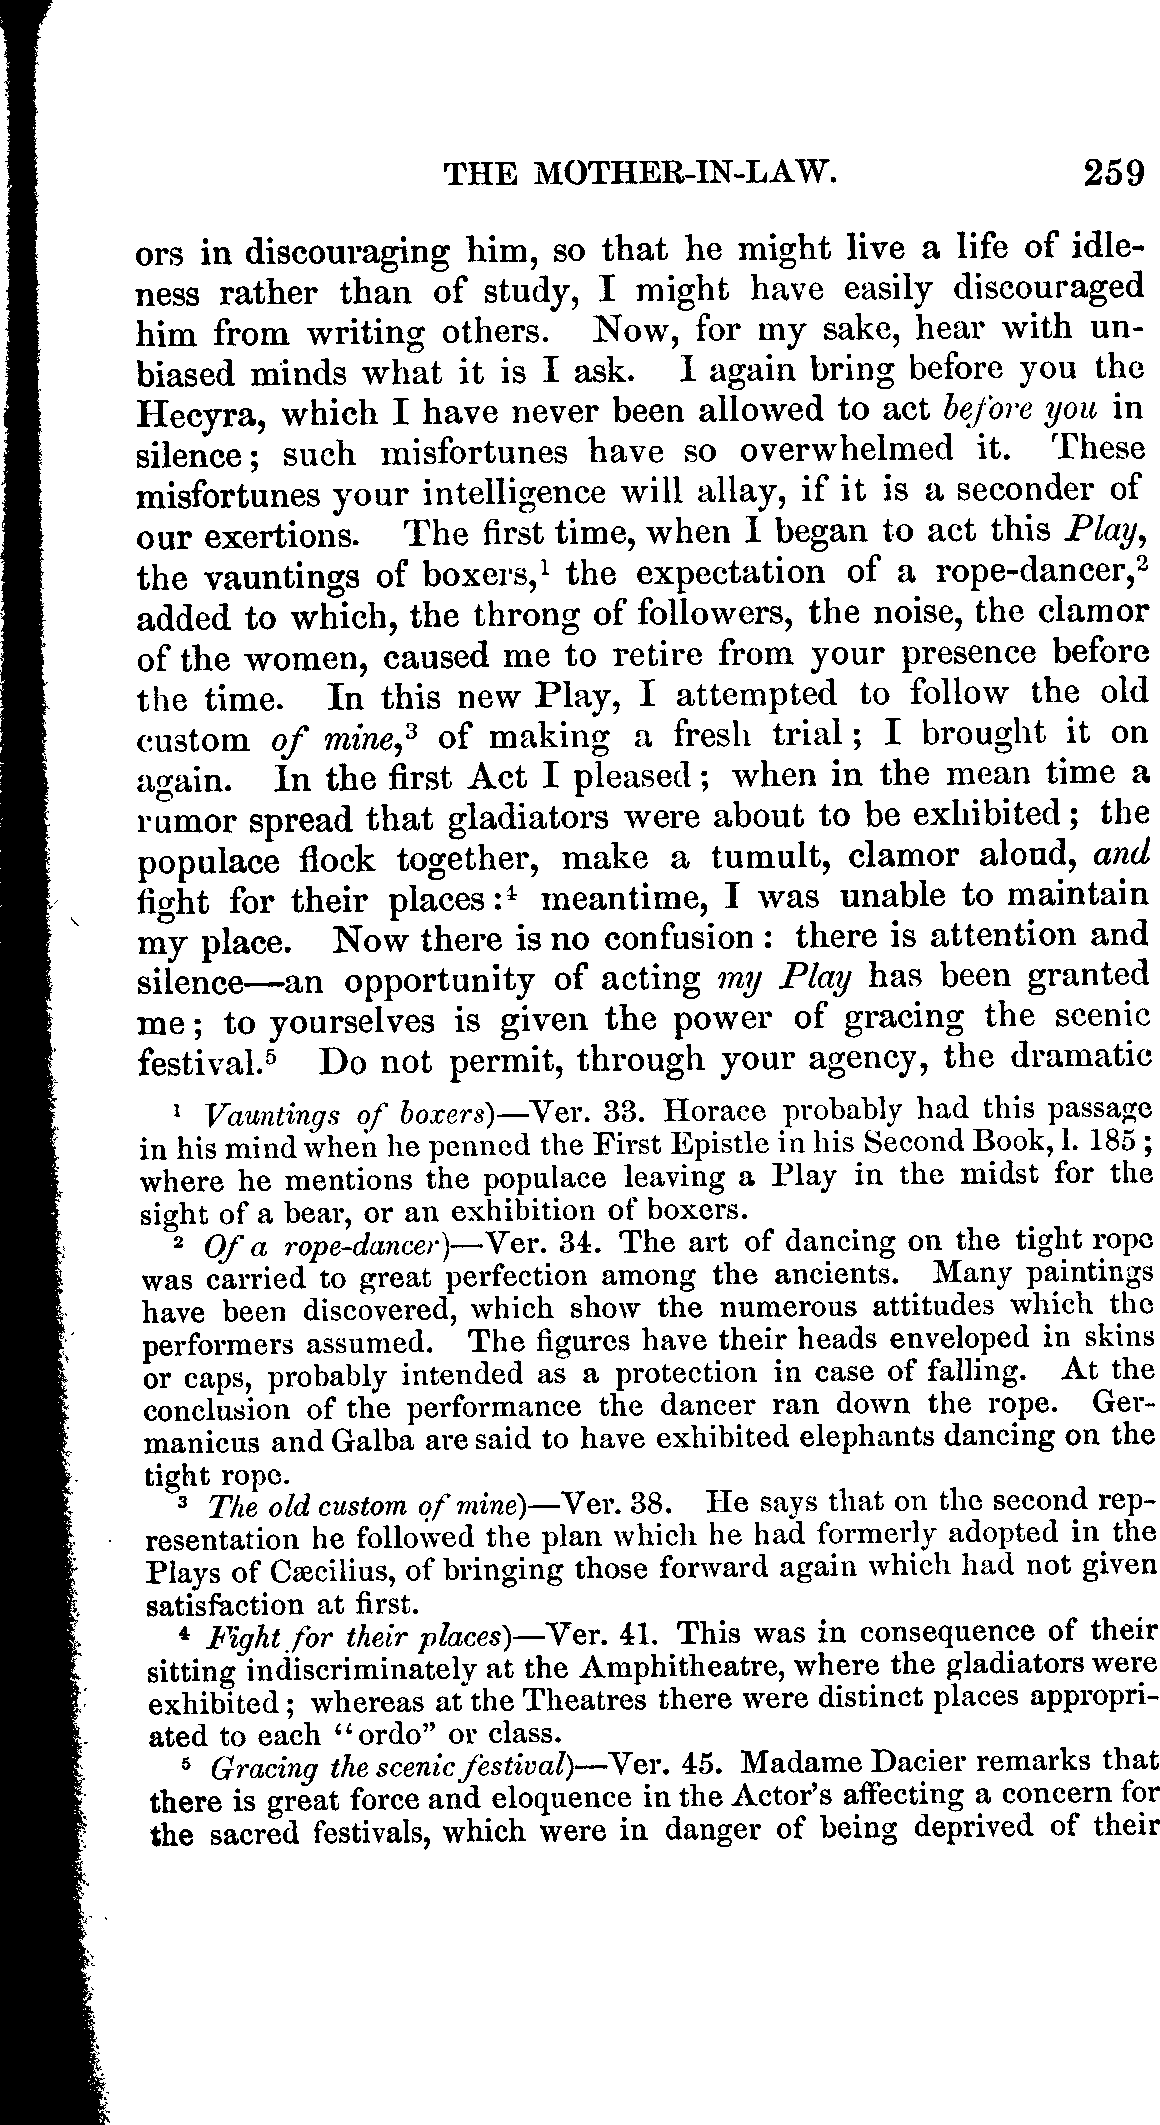 THE MOTHER-IN-LAW. 259
ors in discouraging him, so that he might live a life of idle-
ness rather than of study, I might have easily discouraged
him from writing others. Now, for my sake, hear with un-
biased minds what it is I ask. I again bring before you the
Hecyra, which I have never been allowed to act before you in
silence; such misfortunes have so overwhelmed it. These
misfortunes your intelligence will allay, if it is a seconder of
our exertions. The first time, when I began to act this Play,
the vauntings of boxers,¹ the expectation of a rope-dancer,²
added to which, the throng of followers, the noise, the clamor
of the women, caused me to retire from your presence before
the time. In this new Play, I attempted to follow the old
custom of mine,³ of making a fresh trial; I brought it on
again. In the first Act I pleased; when in the mean time a
rumor spread that gladiators were about to be exhibited; the
populace flock together, make a tumult, clamor aloud, and
fight for their places:⁴ meantime, I was unable to maintain
my place. Now there is no confusion: there is attention and
silence—an opportunity of acting my Play has been granted
me; to yourselves is given the power of gracing the scenic
festival.⁵ Do not permit, through your agency, the dramatic
¹ Vauntings of boxers)—Ver. 33. Horace probably had this passage
in his mind when he penned the First Epistle in his Second Book, l. 185;
where he mentions the populace leaving a Play in the midst for the
sight of a bear, or an exhibition of boxers.
² Of a rope-dancer)—Ver. 34. The art of dancing on the tight rope
was carried to great perfection among the ancients. Many paintings
have been discovered, which show the numerous attitudes which the
performers assumed. The figures have their heads enveloped in skins
or caps, probably intended as a protection in case of falling. At the
conclusion of the performance the dancer ran down the rope. Ger-
manicus and Galba are said to have exhibited elephants dancing on the
tight rope.
³ The old custom of mine)—Ver. 38. He says that on the second rep-
resentation he followed the plan which he had formerly adopted in the
Plays of Cæcilius, of bringing those forward again which had not given
satisfaction at first.
⁴ Fight for their places)—Ver. 41. This was in consequence of their
sitting indiscriminately at the Amphitheatre, where the gladiators were
exhibited; whereas at the Theatres there were distinct places appropri-
ated to each "ordo" or class.
⁵ Gracing the scenic festival)—Ver. 45. Madame Dacier remarks that
there is great force and eloquence in the Actor's affecting a concern for
the sacred festivals, which were in danger of being deprived of their